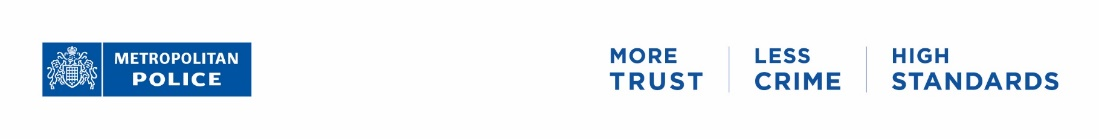 METROPOLITAN
POLICE
MORE
TRUST
LESS
CRIME
HIGH
STANDARDS